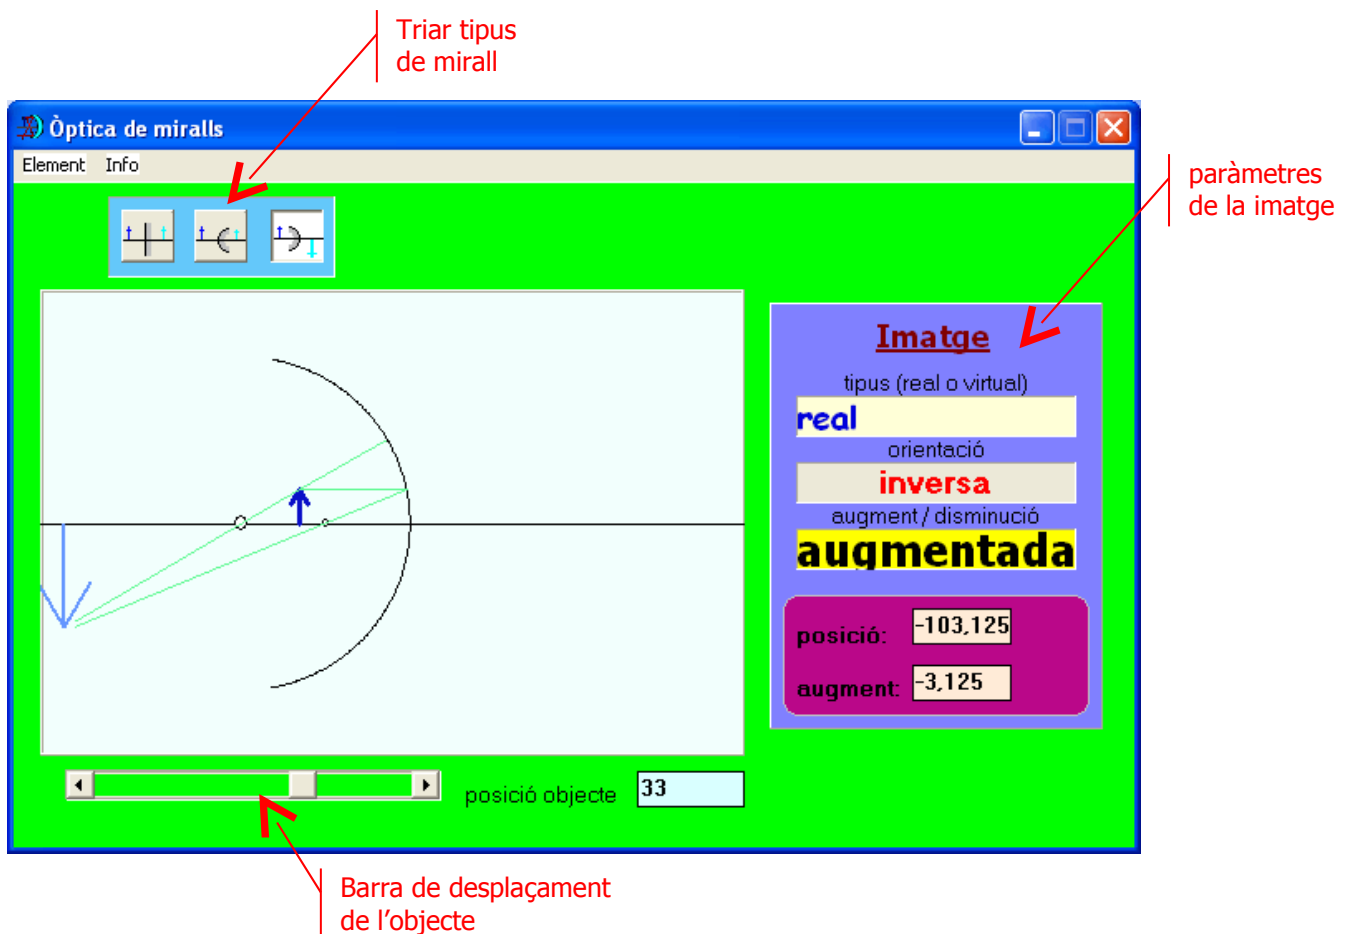 Triar tipus
de mirall
Òptica de miralls
Element Info
paràmetres
de la imatge
Imatge
tipus (real o virtual)
real
orientació
inversa
augment / disminució
augmentada
posició: -103,125
augment: -3,125
posició objecte 33
Barra de desplaçament
de l’objecte